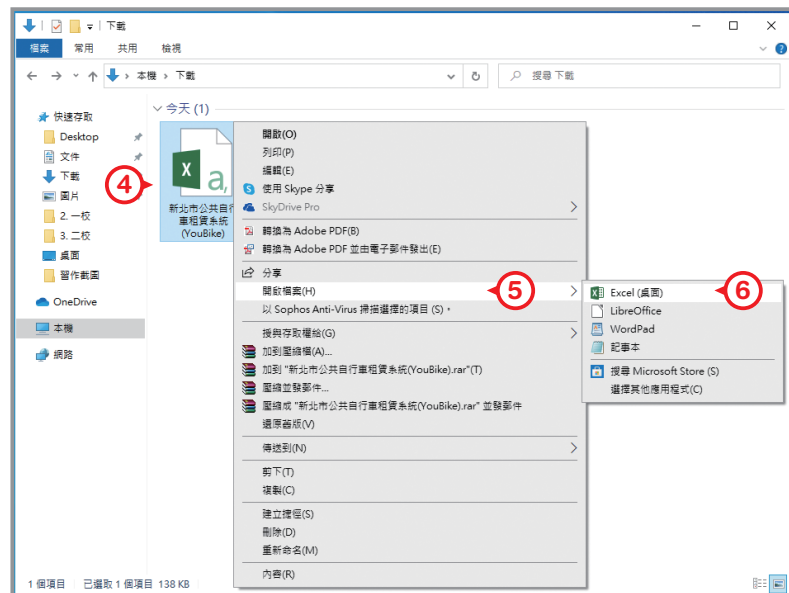 下載
檔案 常用 共用 檢視
本機 › 下載
搜尋 下載
快速存取
Desktop
文件
下載
圖片
2. 一校
3. 二校
桌面
習作截圖
OneDrive
本機
網路
今天 (1)
X a,
新北市公共自行
車租賃系統
(YouBike)
④
開啟(O)
列印(P)
編輯(E)
使用 Skype 分享
SkyDrive Pro
轉換為 Adobe PDF(B)
轉換為 Adobe PDF 並由電子郵件發出(E)
分享
開啟檔案(H)
⑤
以 Sophos Anti-Virus 掃描選擇的項目 (S)。
授與存取權給(G)
加到壓縮檔(A)...
加到 "新北市公共自行車租賃系統(YouBike).rar"(T)
壓縮並發郵件...
壓縮成 "新北市公共自行車租賃系統(YouBike).rar" 並發郵件
還原舊版(V)
傳送到(N)
剪下(T)
複製(C)
建立捷徑(S)
刪除(D)
重新命名(M)
內容(R)
Excel (桌面)
⑥
LibreOffice
WordPad
記事本
搜尋 Microsoft Store (S)
選擇其他應用程式(C)
1 個項目 已選取 1 個項目 138 KB